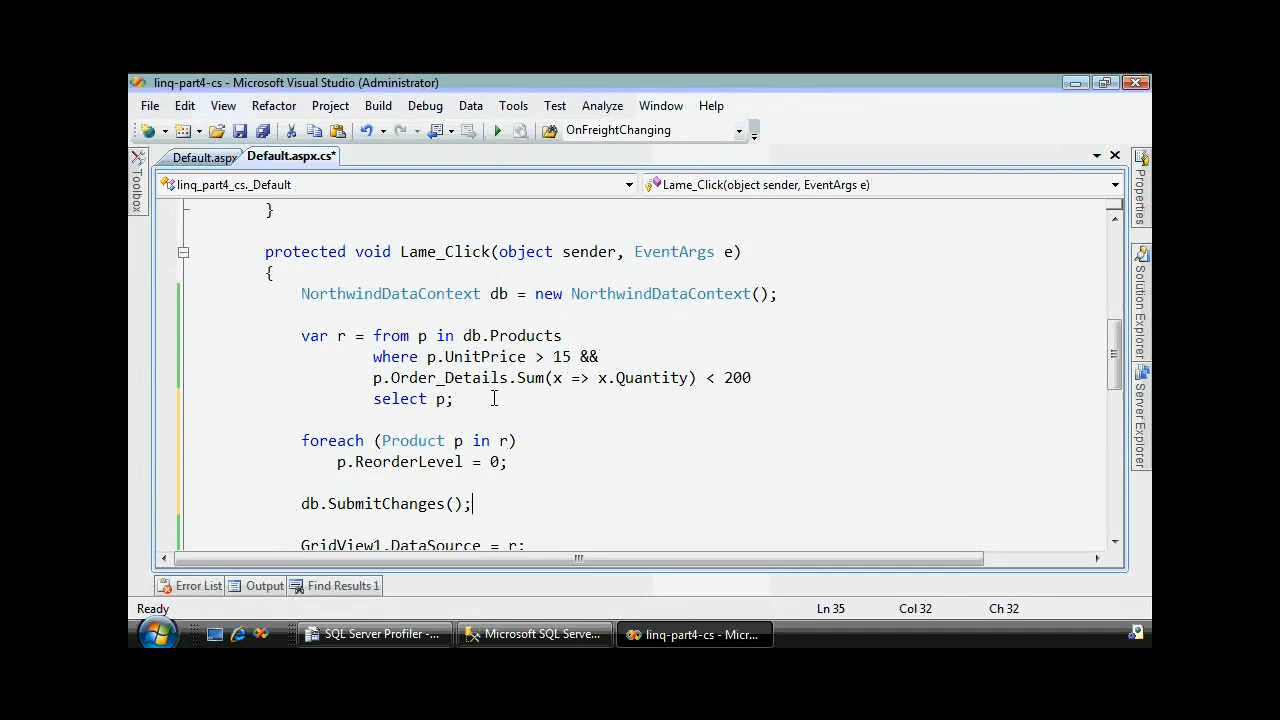 linq-part4-cs - Microsoft Visual Studio (Administrator)
File Edit View Refactor Project Build Debug Data Tools Test Analyze Window Help
OnFreightChanging
Default.aspx Default.aspx.cs*
Toolbox
linq_part4_cs._Default Lame_Click(object sender, EventArgs e)
}
protected void Lame_Click(object sender, EventArgs e)
{
NorthwindDataContext db = new NorthwindDataContext();
var r = from p in db.Products
where p.UnitPrice > 15 &&
p.Order_Details.Sum(x => x.Quantity) < 200
select p;
foreach (Product p in r)
p.ReorderLevel = 0;
db.SubmitChanges();
GridView1.DataSource = r;
Properties
Solution Explorer
Server Explorer
Error List Output Find Results 1
Ready Ln 35 Col 32 Ch 32
SQL Server Profiler -... Microsoft SQL Serve... linq-part4-cs - Micr...